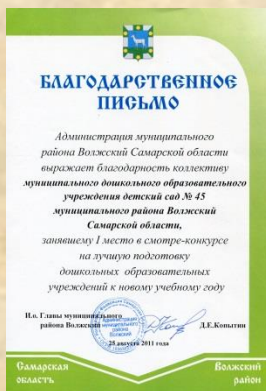 БЛАГОДАРСТВЕННОЕ
ПИСЬМО
Администрация муниципального
района Волжский Самарской области
выражает благодарность коллективу
муниципального дошкольного образовательного
учреждения детский сад № 45
муниципального района Волжский
Самарской области,
занявшему I место в смотре-конкурсе
на лучшую подготовку
дошкольных образовательных
учреждений к новому учебному году
И.о. Главы муниципального
района Волжский
Д.Е.Копытин
25 августа 2011 года
Самарская
область
Волжский
район